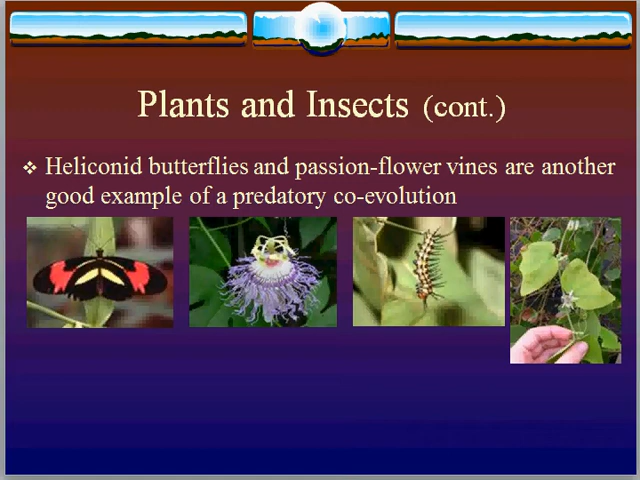 Plants and Insects (cont.)
Heliconid butterflies and passion-flower vines are another
good example of a predatory co-evolution